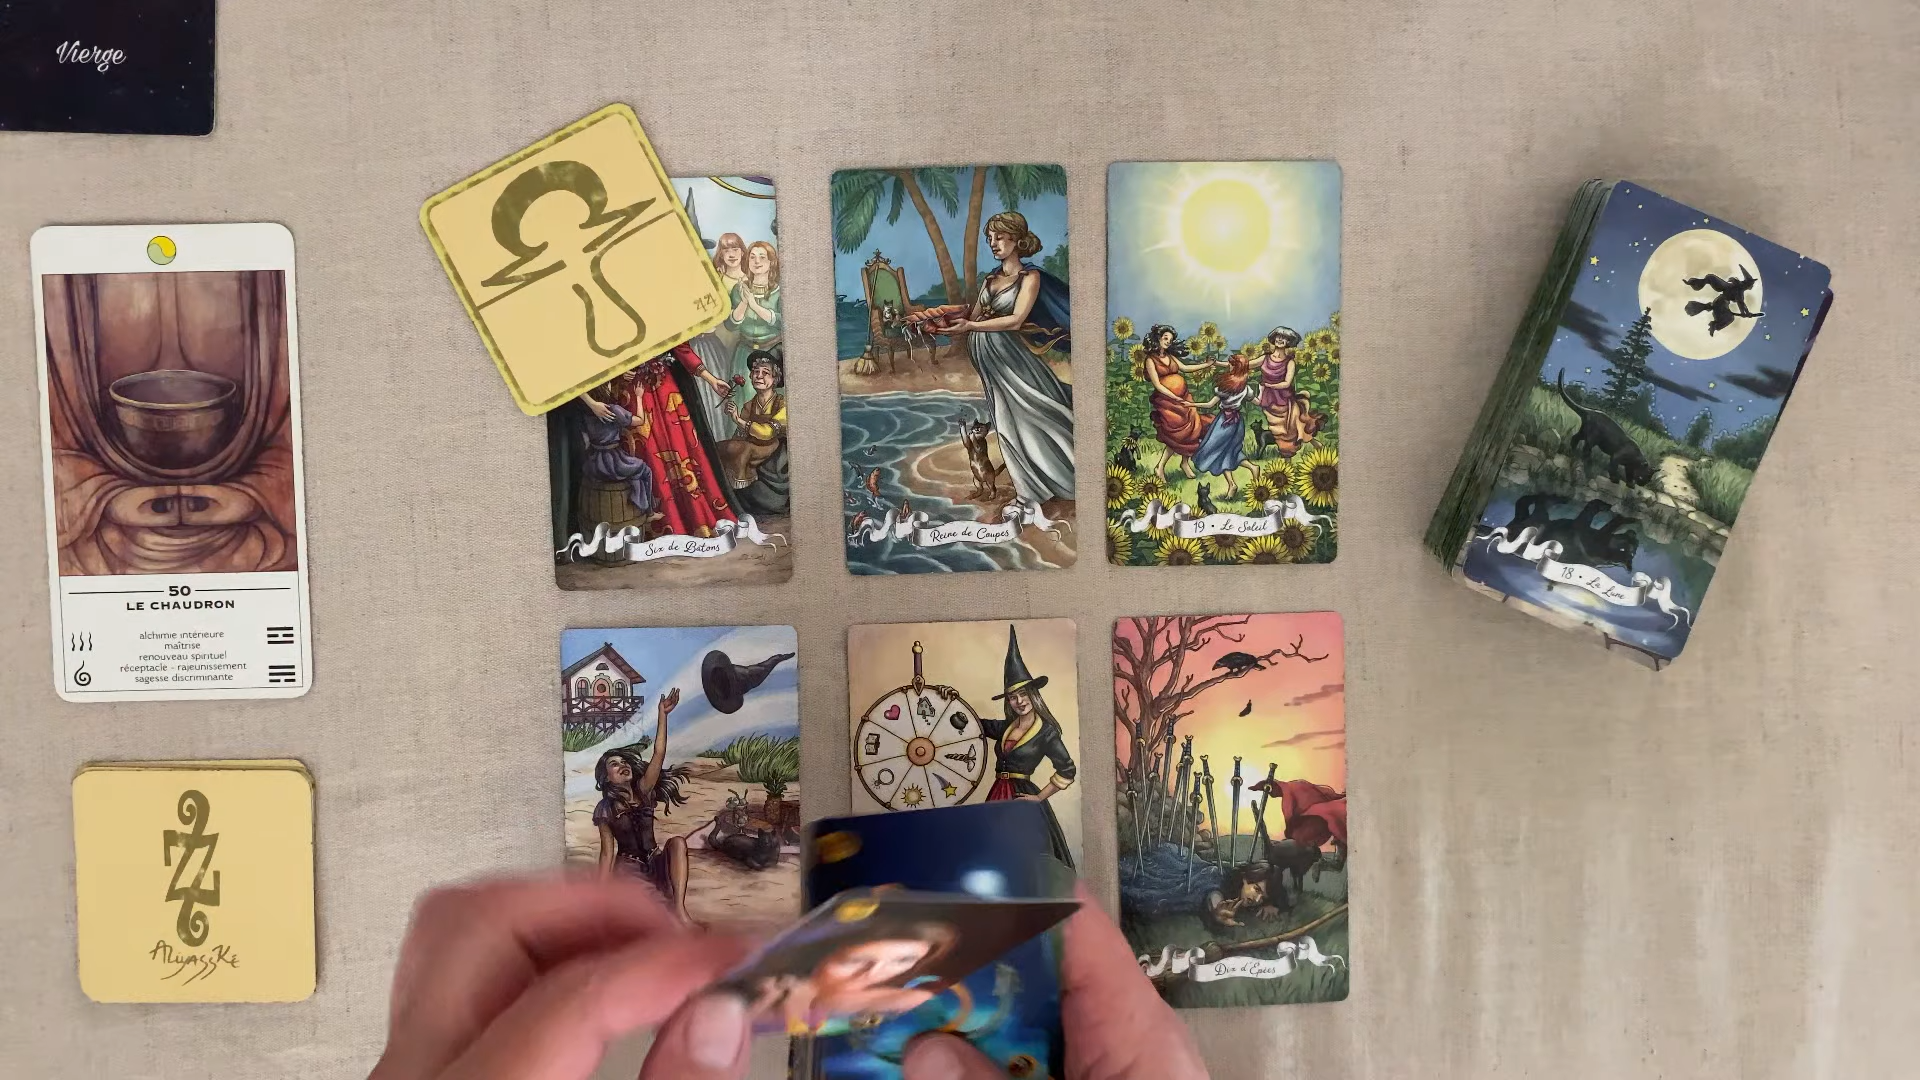 Vierge
50
LE CHAUDRON
alchimie intérieure
maîtrise
renouveau spirituel
réceptacle - rajeunissement
sagesse discriminante
Six de Bâtons
Reine de Coupes
19 • Le Soleil
18 • La Lune
Dix d'Épées